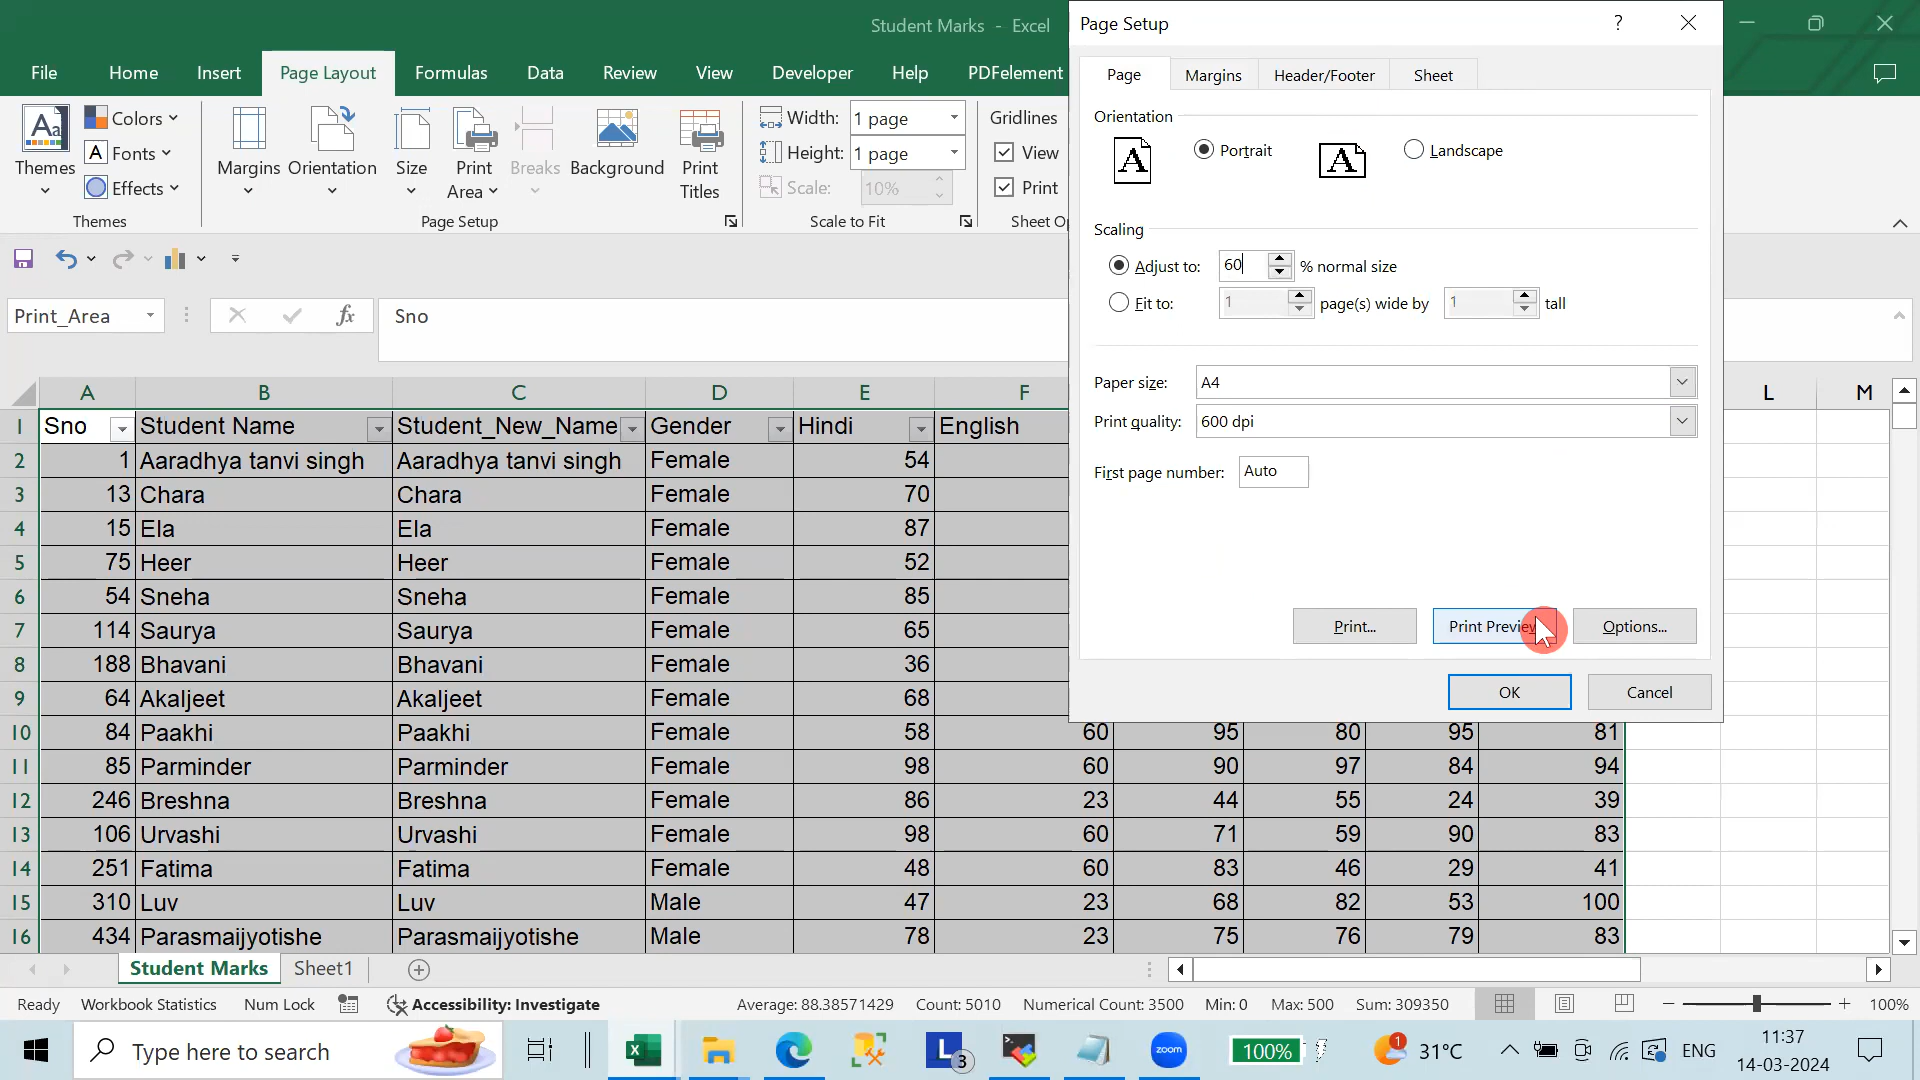 Student Marks - Excel
Page Setup
?
File Home Insert Page Layout Formulas Data Review View Developer Help PDFelement
Page Margins Header/Footer Sheet
Themes
Colors
Fonts
Effects
Themes
Margins
Orientation
Size
Print Area
Breaks
Background
Print Titles
Page Setup
Width: 1 page
Height: 1 page
Scale: 10%
Scale to Fit
Gridlines
View
Print
Sheet Op
Orientation
Portrait Landscape
Scaling
Adjust to: 60 % normal size
Fit to: 1 page(s) wide by 1 tall
Paper size: A4
Print quality: 600 dpi
First page number: Auto
Print... Print Preview Options...
OK Cancel
Print_Area fx Sno
A B C D E F L M
1 Sno Student Name Student_New_Name Gender Hindi English
2 1 Aaradhya tanvi singh Aaradhya tanvi singh Female 54
3 13 Chara Chara Female 70
4 15 Ela Ela Female 87
5 75 Heer Heer Female 52
6 54 Sneha Sneha Female 85
7 114 Saurya Saurya Female 65
8 188 Bhavani Bhavani Female 36
9 64 Akaljeet Akaljeet Female 68
10 84 Paakhi Paakhi Female 58 60 95 80 95 81
11 85 Parminder Parminder Female 98 60 90 97 84 94
12 246 Breshna Breshna Female 86 23 44 55 24 39
13 106 Urvashi Urvashi Female 98 60 71 59 90 83
14 251 Fatima Fatima Female 48 60 83 46 29 41
15 310 Luv Luv Male 47 23 68 82 53 100
16 434 Parasmaijyotishe Parasmaijyotishe Male 78 23 75 76 79 83
Student Marks Sheet1
Ready Workbook Statistics Num Lock Accessibility: Investigate Average: 88.38571429 Count: 5010 Numerical Count: 3500 Min: 0 Max: 500 Sum: 309350 100%
Type here to search L 3 zoom 100% 1 31°C ENG 11:37
14-03-2024